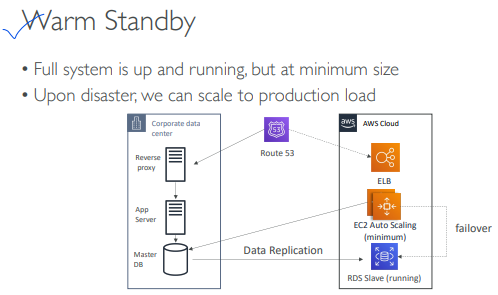 Warm Standby
• Full system is up and running, but at minimum size
• Upon disaster, we can scale to production load
Corporate data
center
aws
AWS Cloud
53
Route 53
Reverse
proxy
ELB
App
Server
EC2 Auto Scaling
(minimum)
failover
Master
DB
Data Replication
RDS Slave (running)